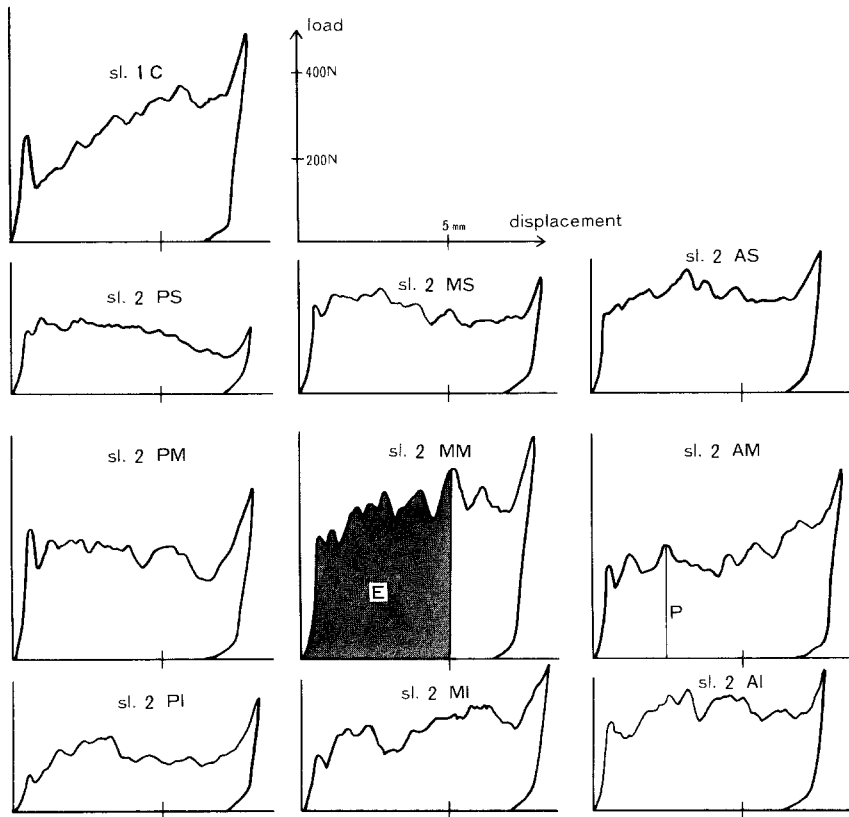 load
sl. 1 C
400N
200N
5 mm
displacement
sl. 2 PS
sl. 2 MS
sl. 2 AS
sl. 2 PM
sl. 2 MM
sl. 2 AM
E
P
sl. 2 PI
sl. 2 MI
sl. 2 AI